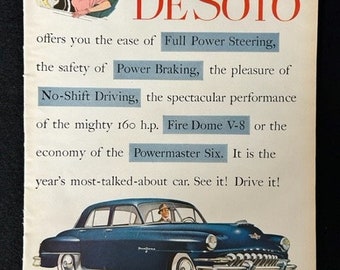 DE SOTO
offers you the ease of Full Power Steering,
the safety of Power Braking, the pleasure of
No-Shift Driving, the spectacular performance
of the mighty 160 h.p. Fire Dome V-8 or the
economy of the Powermaster Six. It is the
year's most-talked-about car. See it! Drive it!